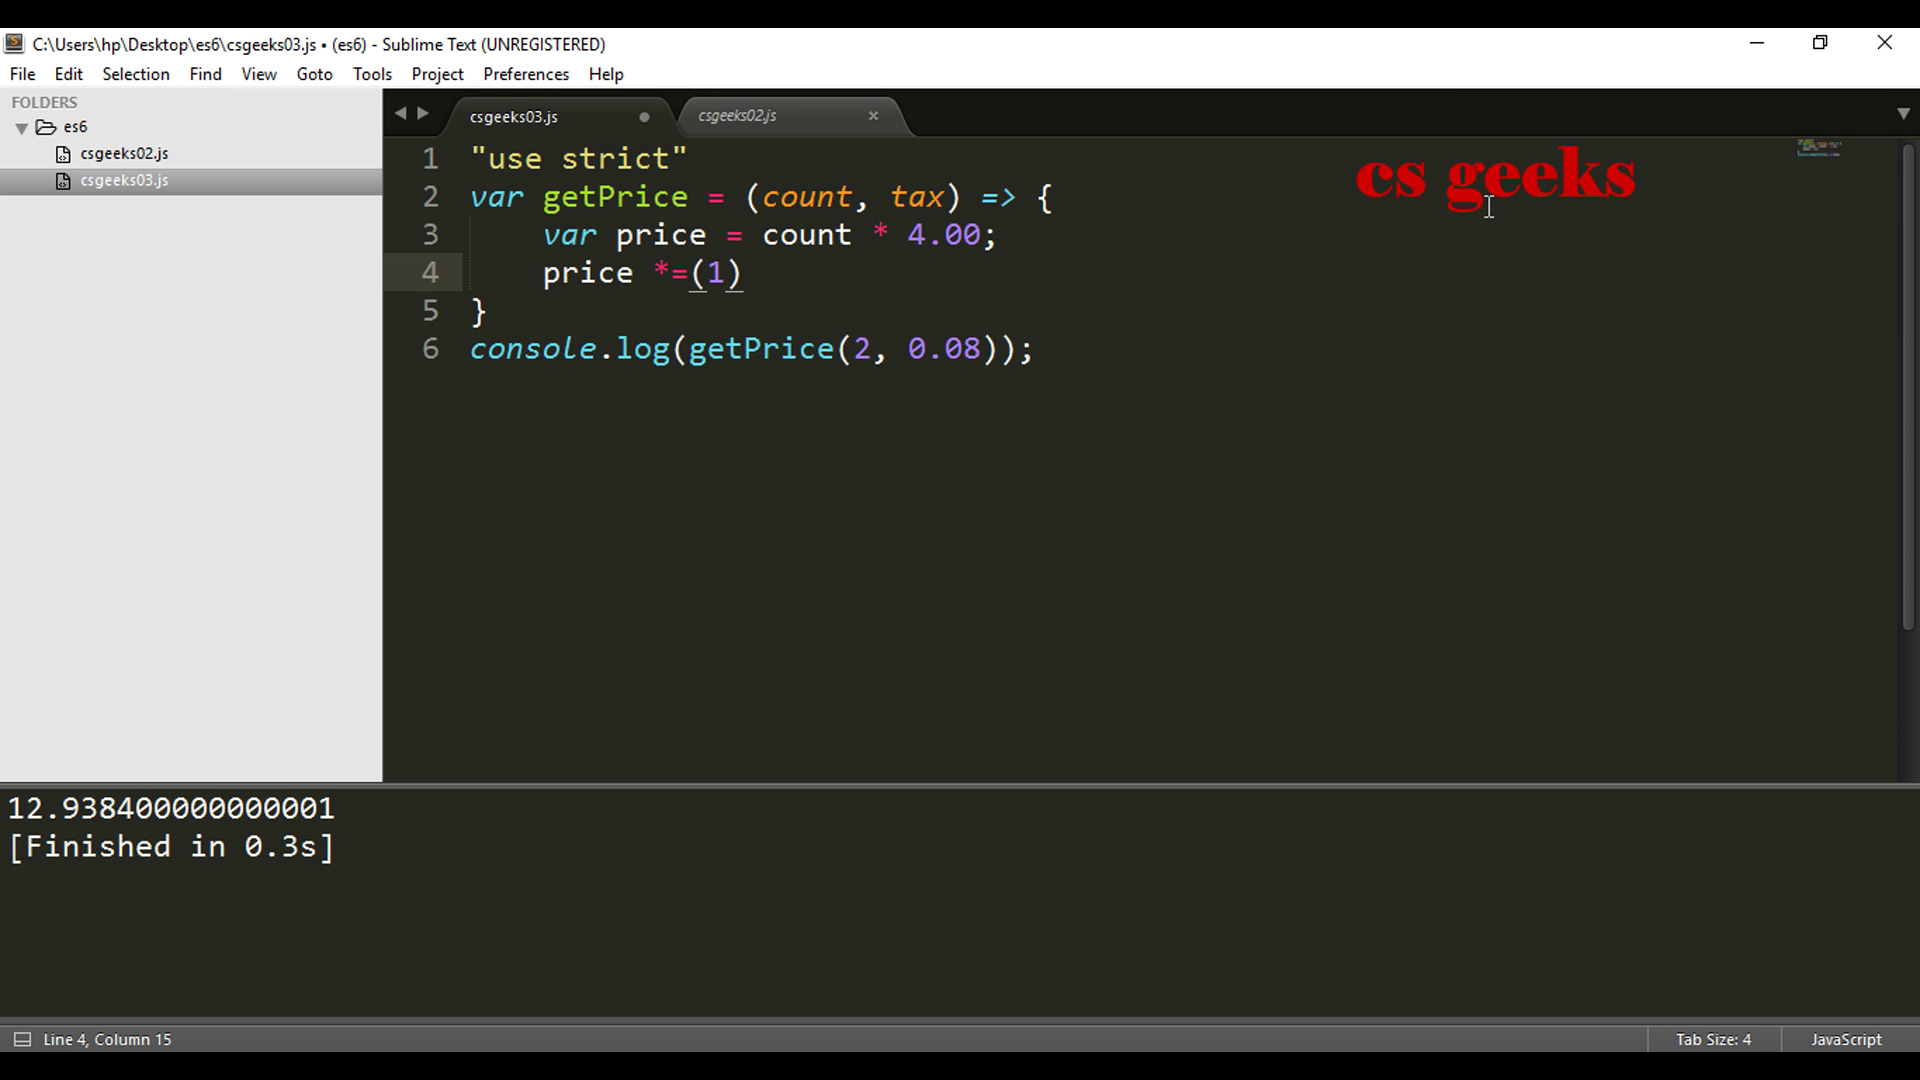 C:\Users\hp\Desktop\es6\csgeeks03.js • (es6) - Sublime Text (UNREGISTERED)
File Edit Selection Find View Goto Tools Project Preferences Help
FOLDERS
es6
csgeeks02.js
csgeeks03.js
csgeeks03.js csgeeks02.js
cs geeks
1 "use strict"
2 var getPrice = (count, tax) => {
3 var price = count * 4.00;
4 price *=(1)
5 }
6 console.log(getPrice(2, 0.08));
12.938400000000001
[Finished in 0.3s]
Line 4, Column 15 Tab Size: 4 JavaScript